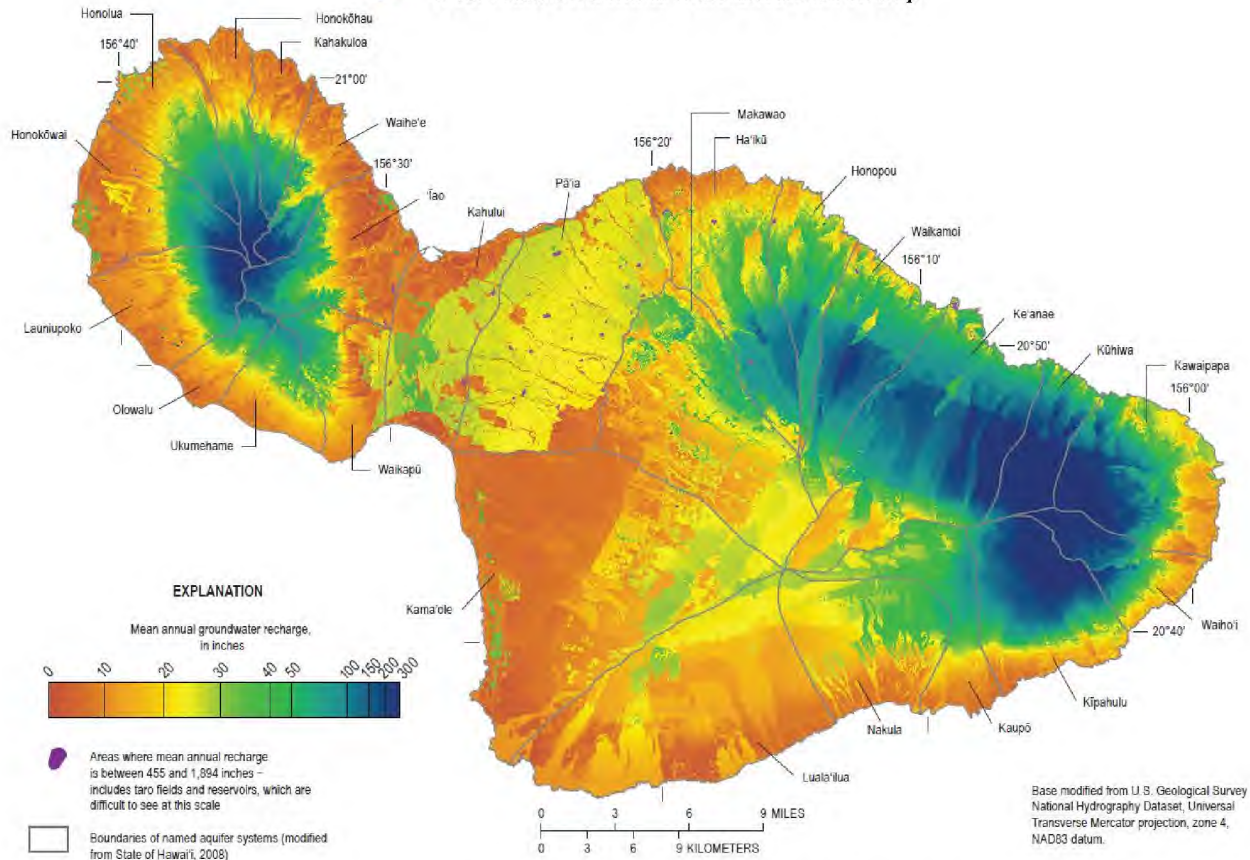 Honolua
Honokōhau
156°40'
Kahakuloa
21°00'
Makawao
Waihe'e
156°20'
Ha'ikū
Honokōwai
156°30'
Pā'ia
Honopou
'Īao
Kahului
Waikamoi
156°10'
Ke'anae
Launiupoko
20°50'
Kūhiwa
Kawaipapa
156°00'
Olowalu
Ukumehame
Waikapū
EXPLANATION
Mean annual groundwater recharge,
in inches
0 10 20 30 40 50 100 150 200 300
Kama'ole
Waiho'i
20°40'
Kīpahulu
Nakula
Kaupō
Luala'ilua
Areas where mean annual recharge
is between 455 and 1,894 inches –
includes taro fields and reservoirs, which are
difficult to see at this scale
Boundaries of named aquifer systems (modified
from State of Hawai'i, 2008)
0 3 6 9 MILES
0 3 6 9 KILOMETERS
Base modified from U.S. Geological Survey
National Hydrography Dataset, Universal
Transverse Mercator projection, zone 4,
NAD83 datum.